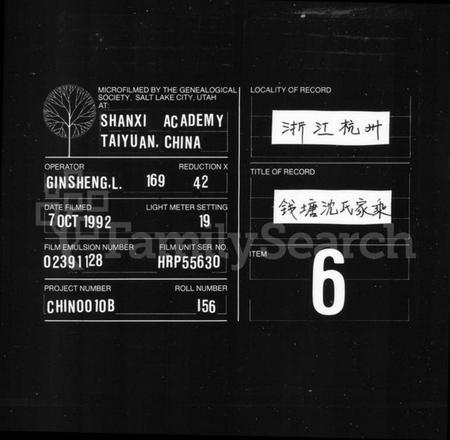 MICROFILMED BY THE GENEALOGICAL
SOCIETY, SALT LAKE CITY, UTAH
AT:
SHANXI ACADEMY
TAIYUAN, CHINA
OPERATOR
REDUCTION X
GINSHENG.L. 169 42
DATE FILMED
LIGHT METER SETTING
7 OCT 1992 19
FILM EMULSION NUMBER
FILM UNIT SER. NO.
02391128 HRP55630
PROJECT NUMBER
ROLL NUMBER
CHIN0010B 156
LOCALITY OF RECORD
浙江杭州
TITLE OF RECORD
钱塘沈氏家乘
ITEM
6
FamilySearch